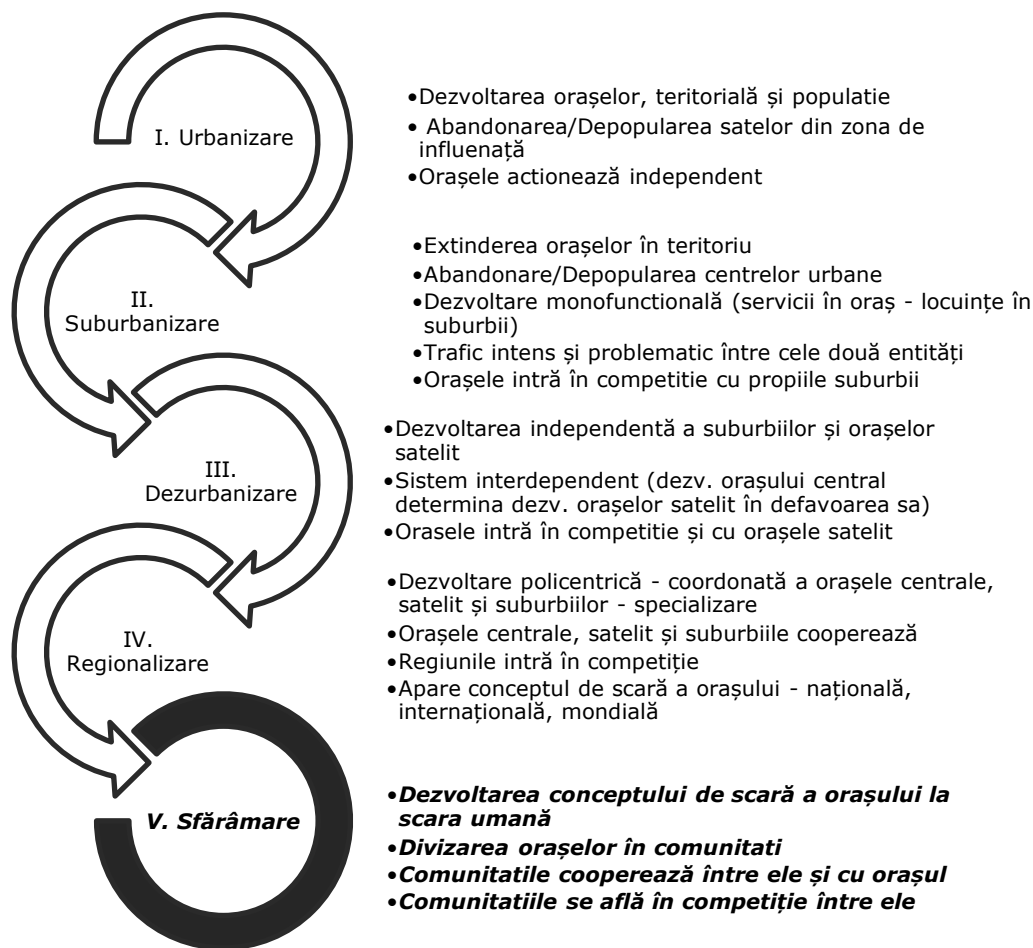 I. Urbanizare
•Dezvoltarea orașelor, teritorială și populatie
• Abandonarea/Depopularea satelor din zona de
influenață
•Orașele actionează independent
II.
Suburbanizare
•Extinderea orașelor în teritoriu
•Abandonare/Depopularea centrelor urbane
•Dezvoltare monofunctională (servicii în oraș - locuințe în
suburbii)
•Trafic intens și problematic între cele două entități
•Orașele intră în competitie cu propiile suburbii
III.
Dezurbanizare
•Dezvoltarea independentă a suburbiilor și orașelor
satelit
•Sistem interdependent (dezv. orașului central
determina dezv. orașelor satelit în defavoarea sa)
•Orasele intră în competitie și cu orașele satelit
IV.
Regionalizare
•Dezvoltare policentrică - coordonată a orașele centrale,
satelit și suburbiilor - specializare
•Orașele centrale, satelit și suburbiile cooperează
•Regiunile intră în competiție
•Apare conceptul de scară a orașului - națională,
internațională, mondială
V. Sfărâmare
•Dezvoltarea conceptului de scară a orașului la
scara umană
•Divizarea orașelor în comunitati
•Comunitatile cooperează între ele și cu orașul
•Comunitatiile se află în competiție între ele